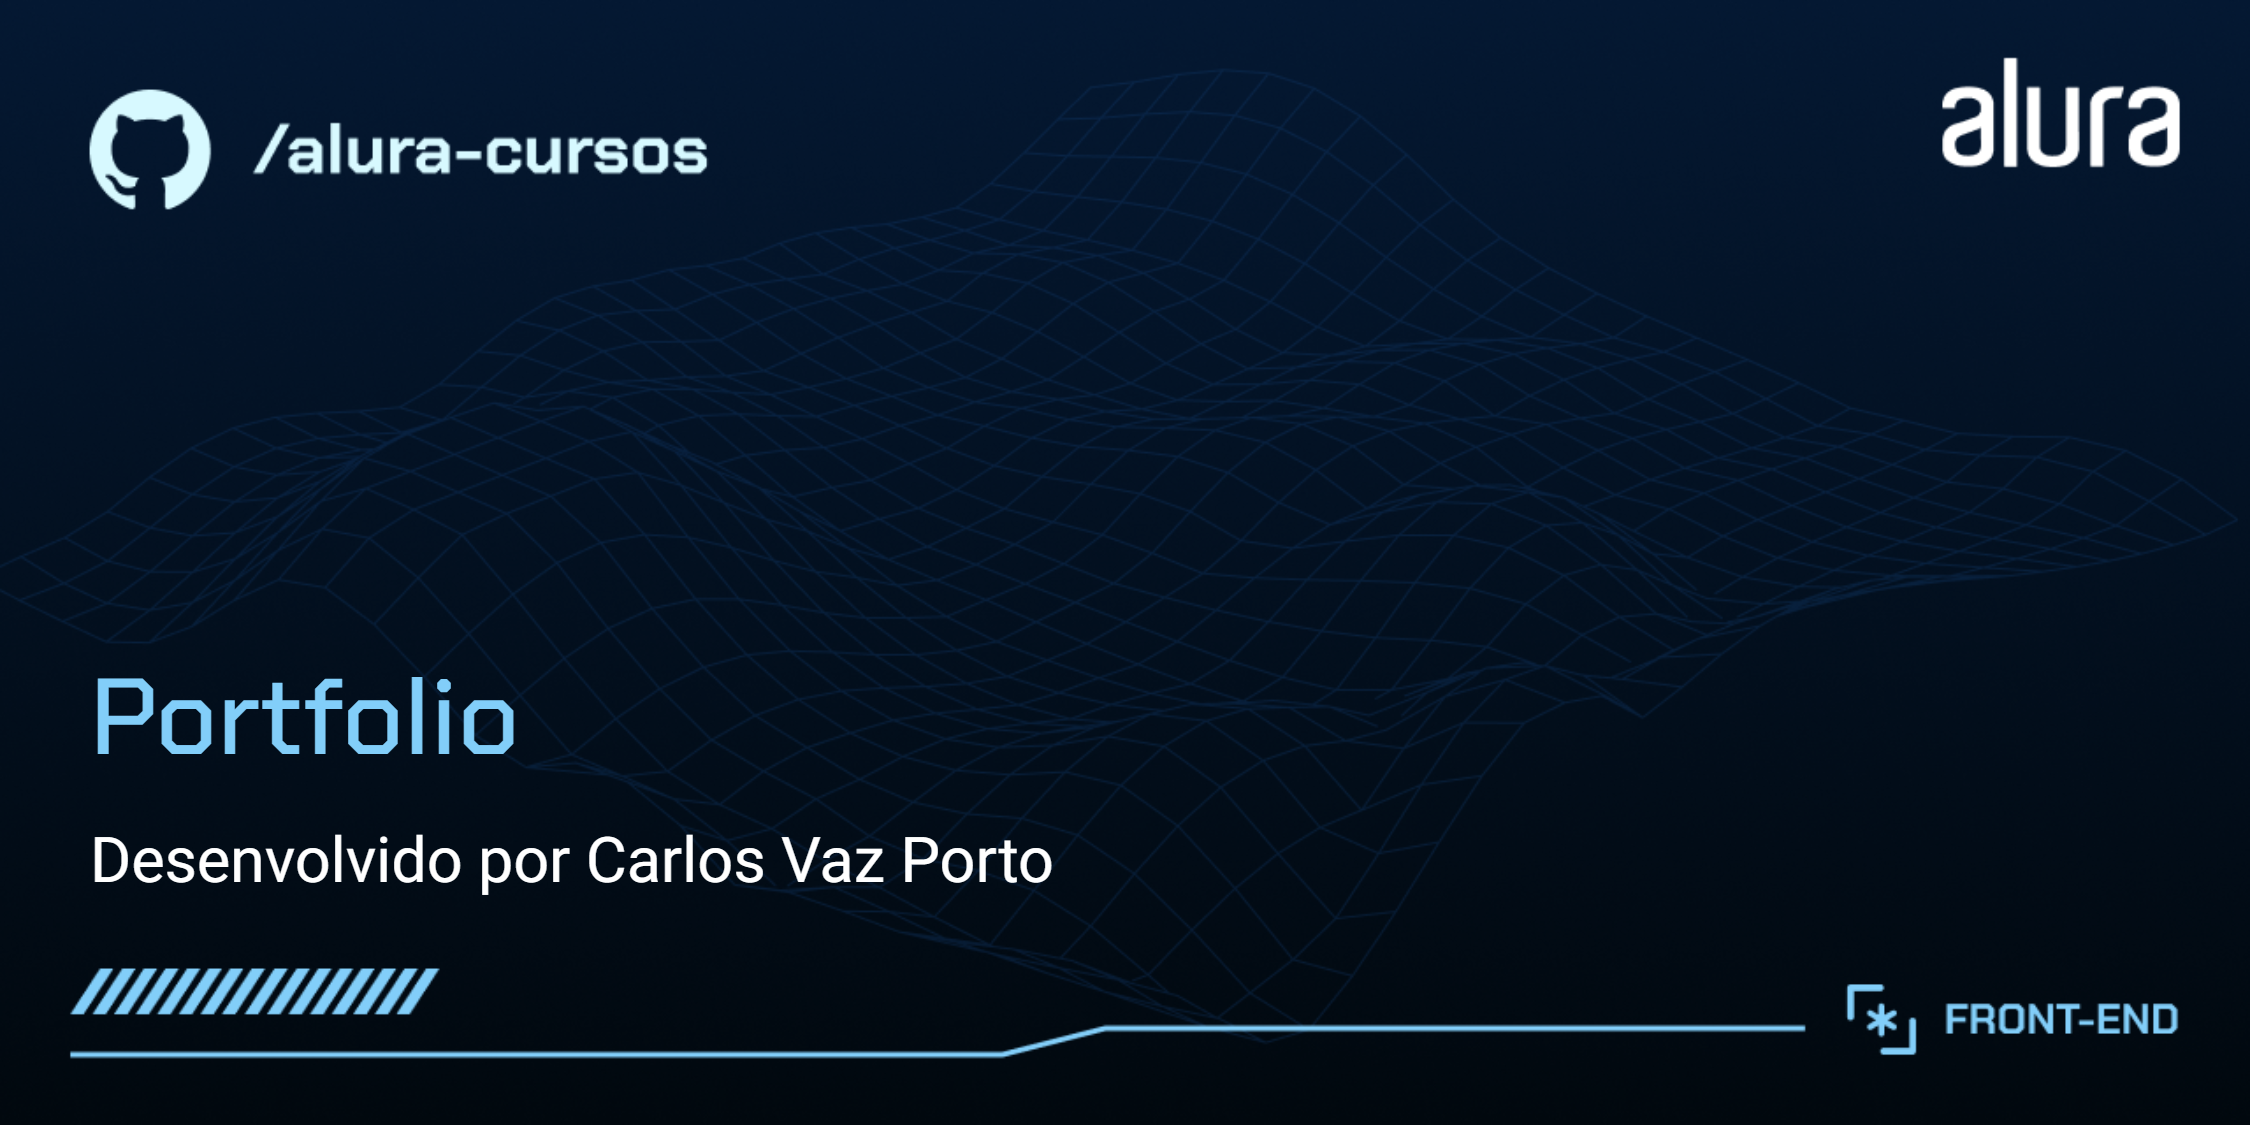 /alura-cursos
alura
Portfolio
Desenvolvido por Carlos Vaz Porto
FRONT-END